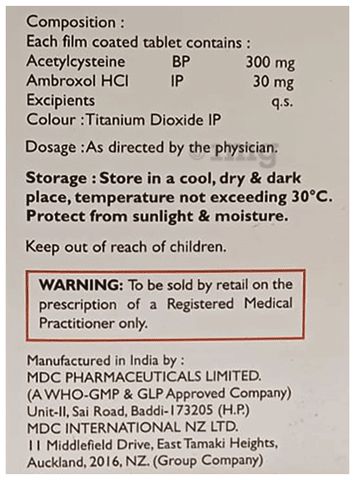 Composition :
Each film coated tablet contains :
Acetylcysteine BP 300 mg
Ambroxol HCl IP 30 mg
Excipients q.s.
Colour :Titanium Dioxide IP
Dosage :As directed by the physician.
Storage : Store in a cool, dry & dark
place, temperature not exceeding 30°C.
Protect from sunlight & moisture.
Keep out of reach of children.
WARNING: To be sold by retail on the
prescription of a Registered Medical
Practitioner only.
Manufactured in India by :
MDC PHARMACEUTICALS LIMITED.
(A WHO-GMP & GLP Approved Company)
Unit-II, Sai Road, Baddi-173205 (H.P.)
MDC INTERNATIONAL NZ LTD.
11 Middlefield Drive, East Tamaki Heights,
Auckland, 2016, NZ. (Group Company)